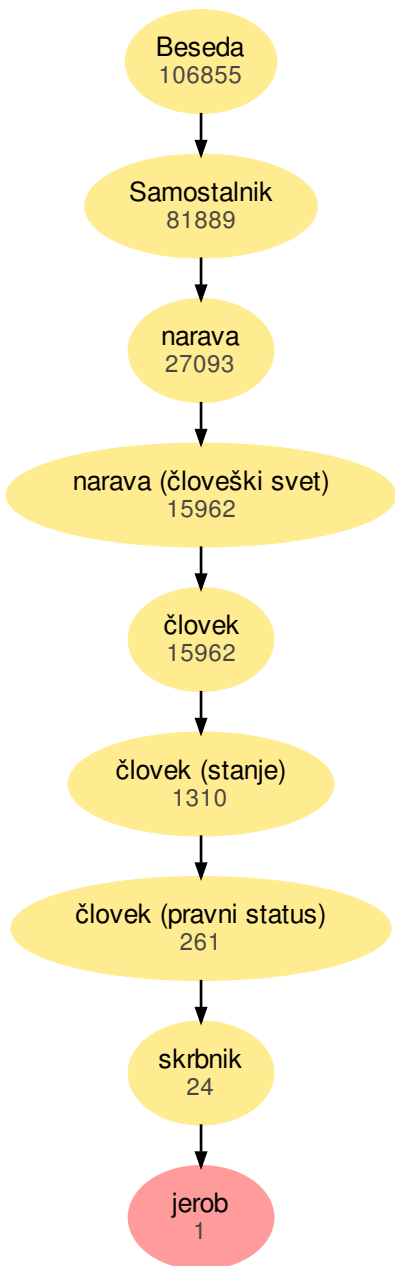 Beseda
106855
Samostalnik
81889
narava
27093
narava (človeški svet)
15962
človek
15962
človek (stanje)
1310
človek (pravni status)
261
skrbnik
24
jerob
1